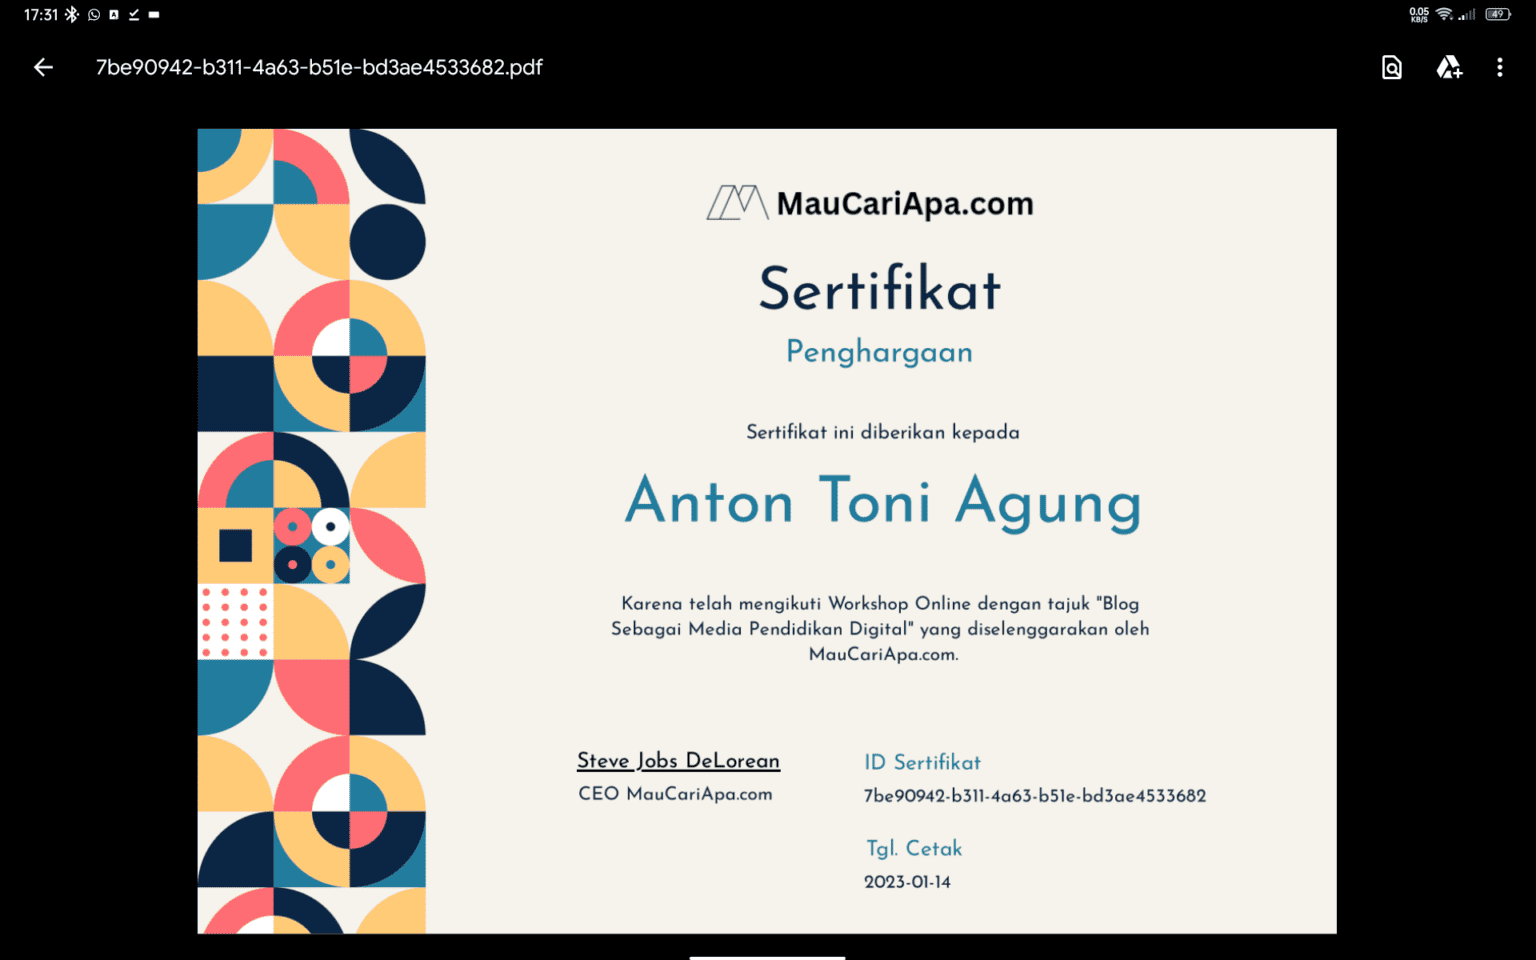 17:31
0.05
KB/S
49
7be90942-b311-4a63-b51e-bd3ae4533682.pdf
MauCariApa.com
Sertifikat
Penghargaan
Sertifikat ini diberikan kepada
Anton Toni Agung
Karena telah mengikuti Workshop Online dengan tajuk "Blog
Sebagai Media Pendidikan Digital" yang diselenggarakan oleh
MauCariApa.com.
Steve Jobs DeLorean
CEO MauCariApa.com
ID Sertifikat
7be90942-b311-4a63-b51e-bd3ae4533682
Tgl. Cetak
2023-01-14